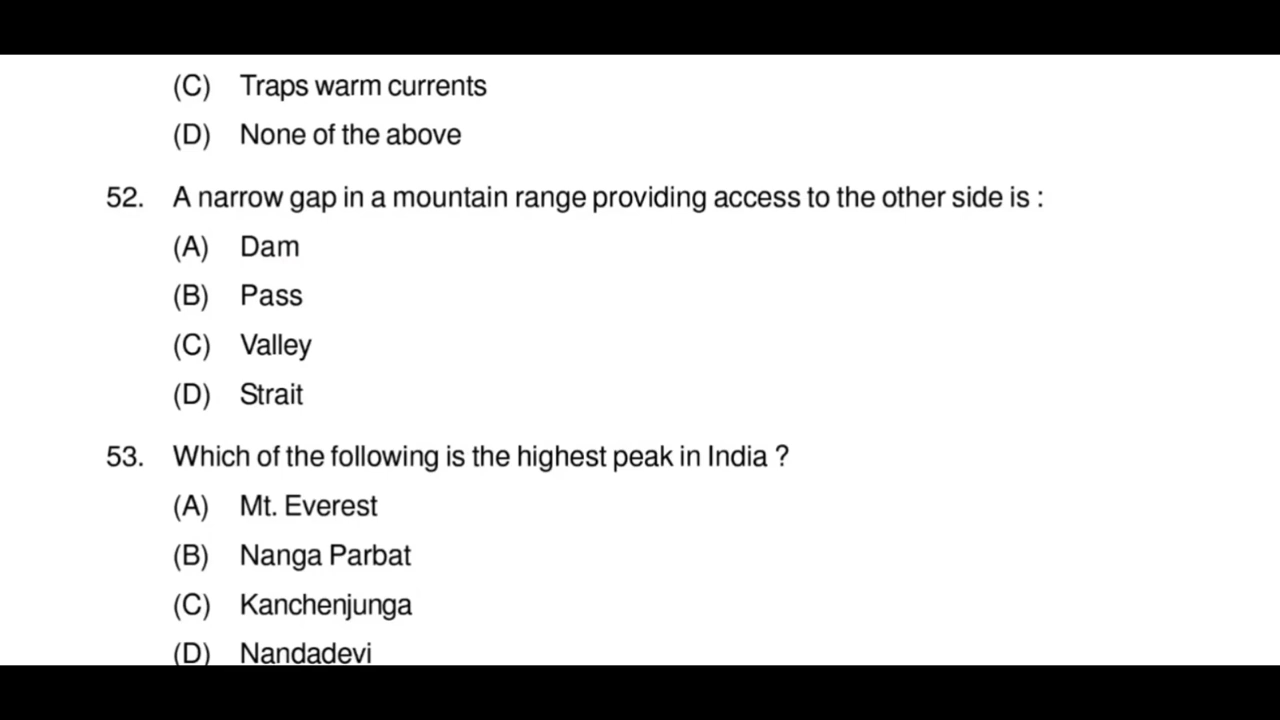 (C) Traps warm currents
(D) None of the above
52. A narrow gap in a mountain range providing access to the other side is :
(A) Dam
(B) Pass
(C) Valley
(D) Strait
53. Which of the following is the highest peak in India ?
(A) Mt. Everest
(B) Nanga Parbat
(C) Kanchenjunga
(D) Nandadevi